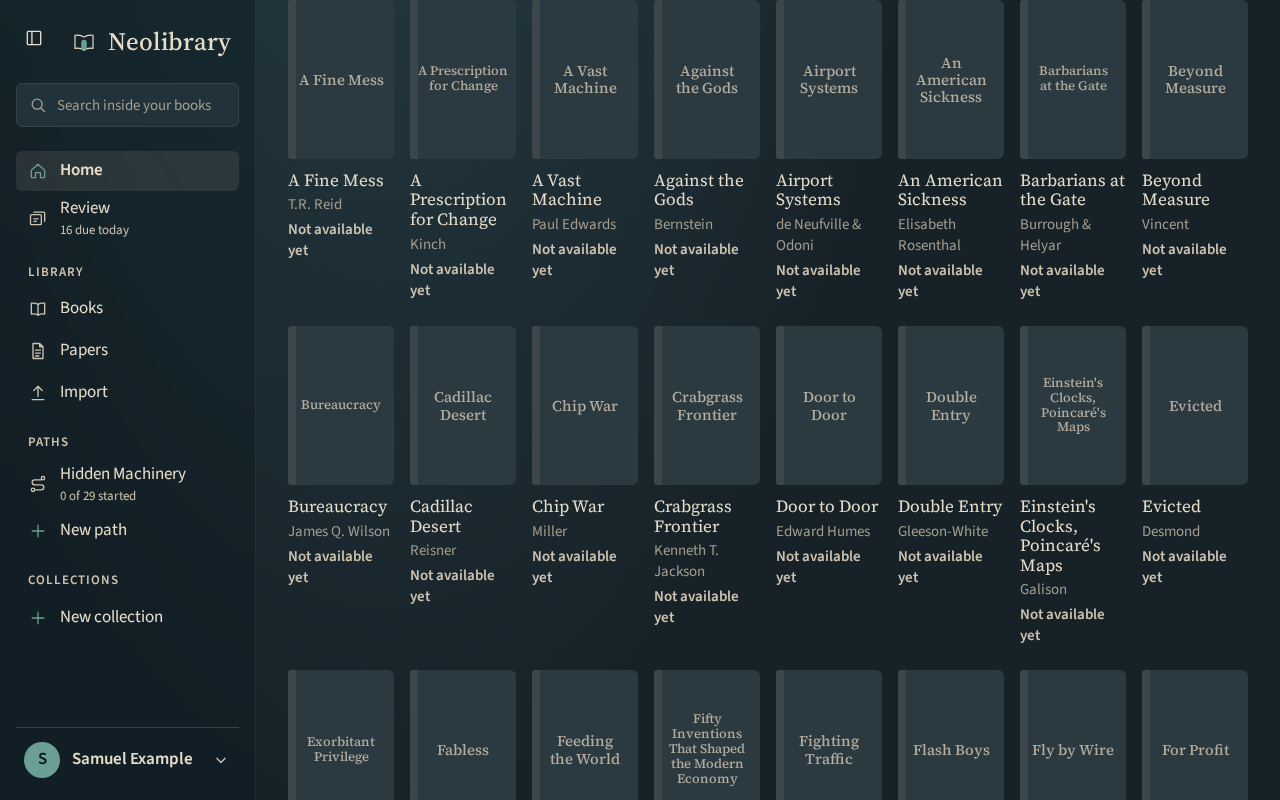 Neolibrary
Search inside your books
Home
Review
16 due today
LIBRARY
Books
Papers
Import
PATHS
Hidden Machinery
0 of 29 started
New path
COLLECTIONS
New collection
S
Samuel Example
A Fine Mess
A Fine Mess
T.R. Reid
Not available
yet
A Prescription
for Change
A
Prescription
for Change
Kinch
Not available
yet
A Vast
Machine
A Vast
Machine
Paul Edwards
Not available
yet
Against
the Gods
Against the
Gods
Bernstein
Not available
yet
Airport
Systems
Airport
Systems
de Neufville &
Odoni
Not available
yet
An
American
Sickness
An American
Sickness
Elisabeth
Rosenthal
Not available
yet
Barbarians
at the Gate
Barbarians at
the Gate
Burrough &
Helyar
Not available
yet
Beyond
Measure
Beyond
Measure
Vincent
Not available
yet
Bureaucracy
Bureaucracy
James Q. Wilson
Not available
yet
Cadillac
Desert
Cadillac
Desert
Reisner
Not available
yet
Chip War
Chip War
Miller
Not available
yet
Crabgrass
Frontier
Crabgrass
Frontier
Kenneth T.
Jackson
Not available
yet
Door to
Door
Door to Door
Edward Humes
Not available
yet
Double
Entry
Double Entry
Gleeson-White
Not available
yet
Einstein's
Clocks,
Poincaré's
Maps
Einstein's
Clocks,
Poincaré's
Maps
Galison
Not available
yet
Evicted
Evicted
Desmond
Not available
yet
Exorbitant
Privilege
Fabless
Feeding
the World
Fifty
Inventions
That Shaped
the Modern
Economy
Fighting
Traffic
Flash Boys
Fly by Wire
For Profit